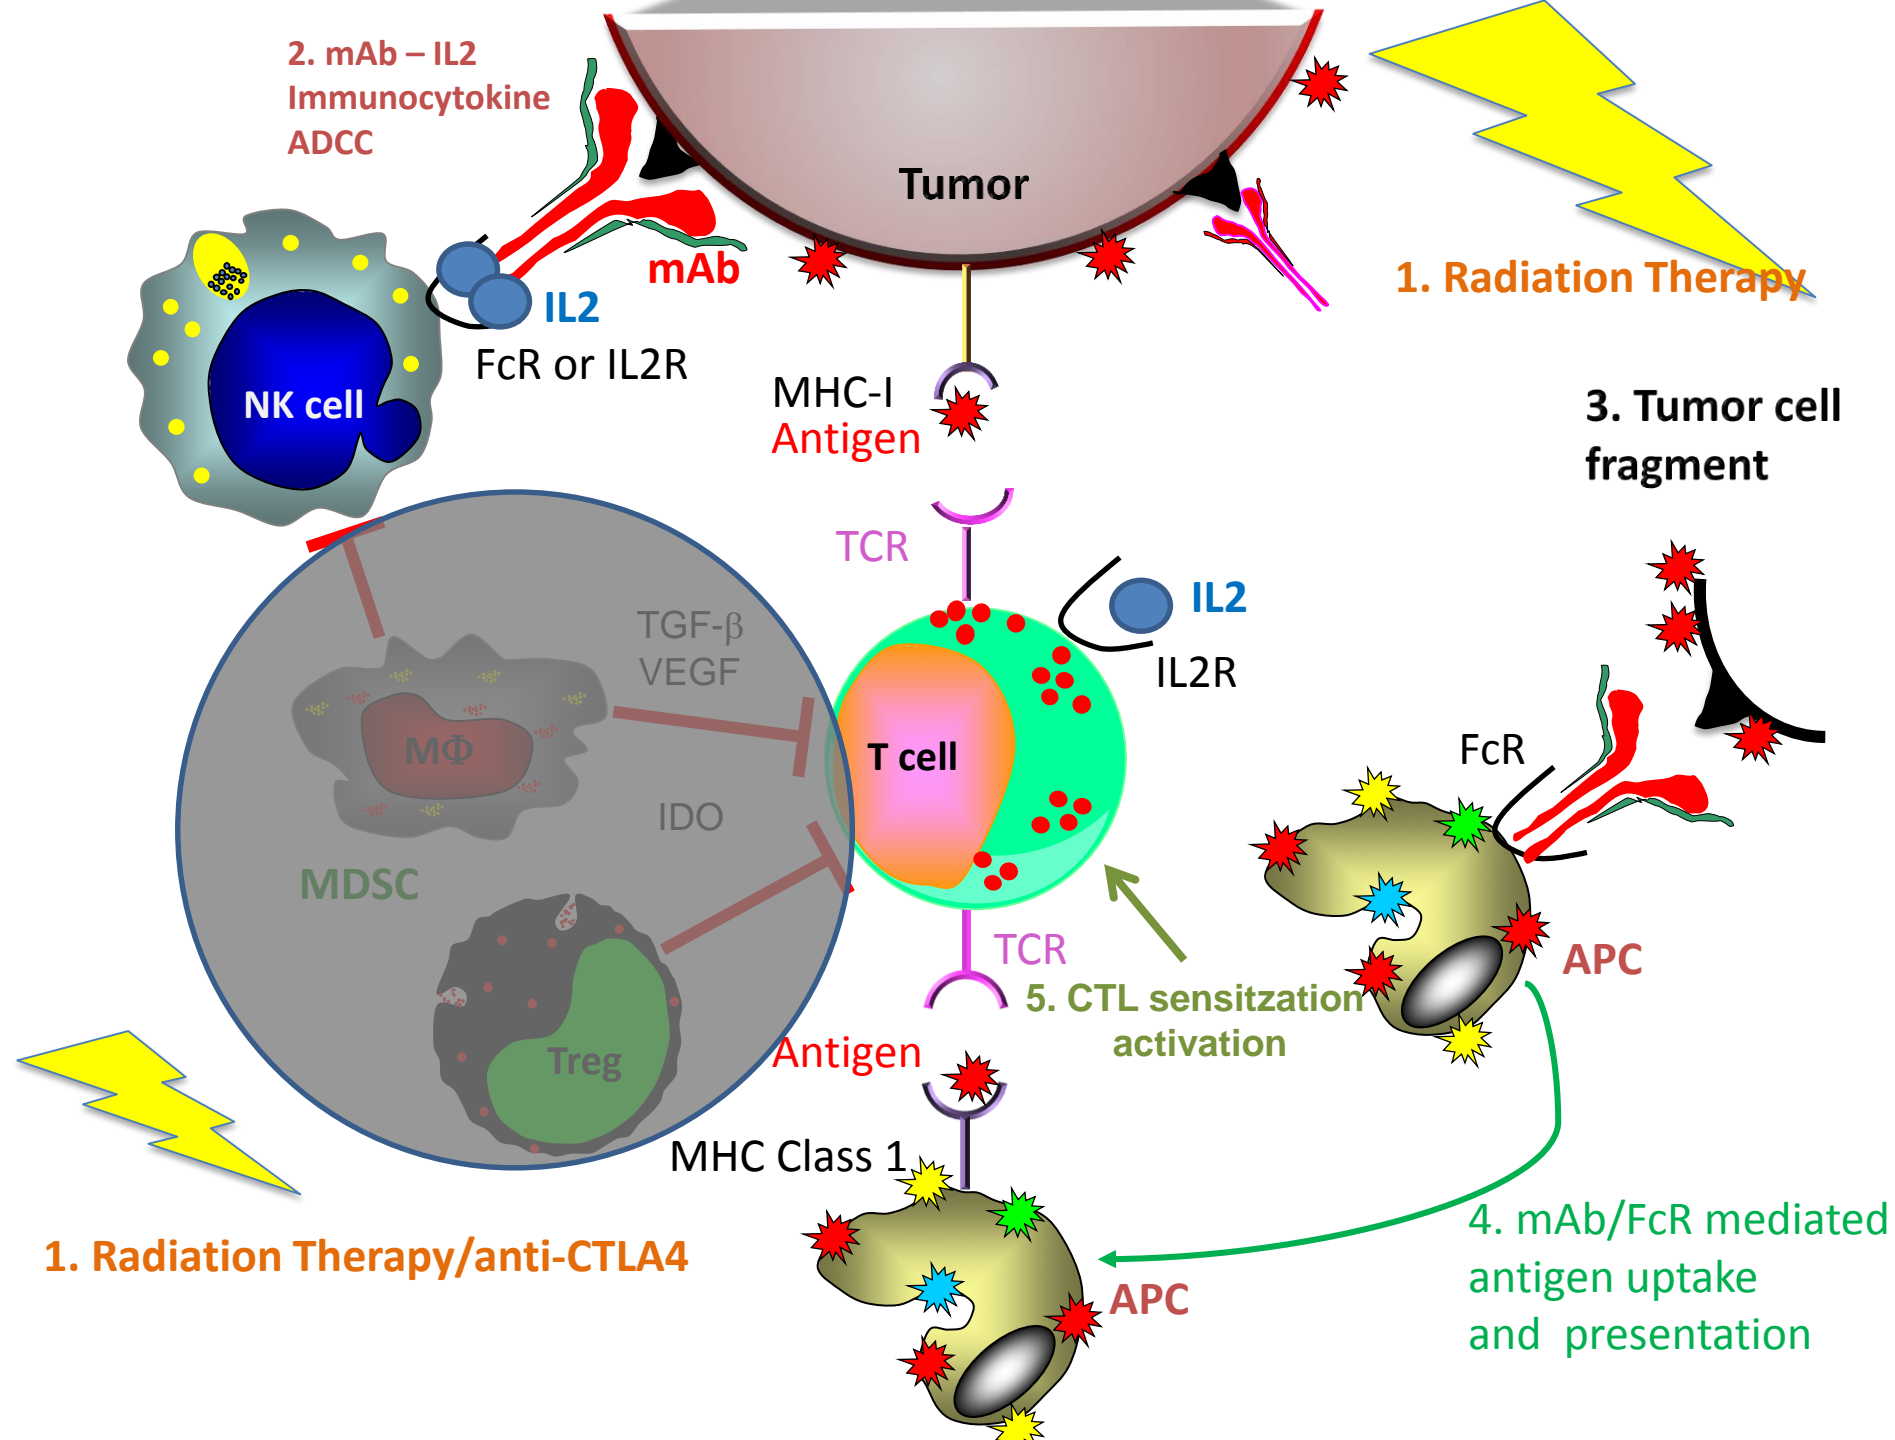 2. mAb – IL2
Immunocytokine
ADCC
Tumor
mAb
1. Radiation Therapy
IL2
FcR or IL2R
NK cell
MHC-I
Antigen
3. Tumor cell
fragment
TCR
IL2
IL2R
TGF-β
VEGF
MΦ
T cell
FcR
IDO
MDSC
TCR
APC
5. CTL sensitzation
activation
Antigen
Treg
MHC Class 1
1. Radiation Therapy/anti-CTLA4
APC
4. mAb/FcR mediated
antigen uptake
and presentation